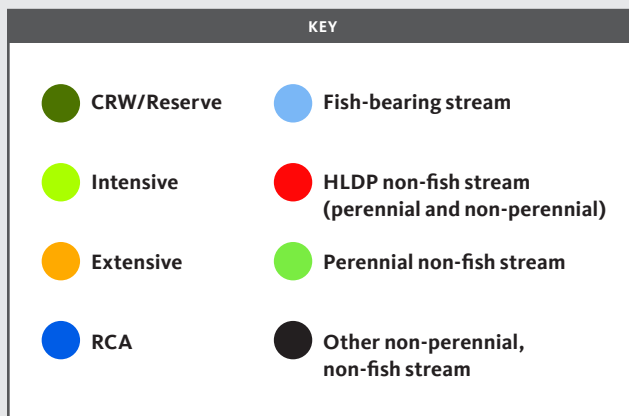 KEY
CRW/Reserve
Fish-bearing stream
Intensive
HLDP non-fish stream
(perennial and non-perennial)
Extensive
Perennial non-fish stream
RCA
Other non-perennial,
non-fish stream